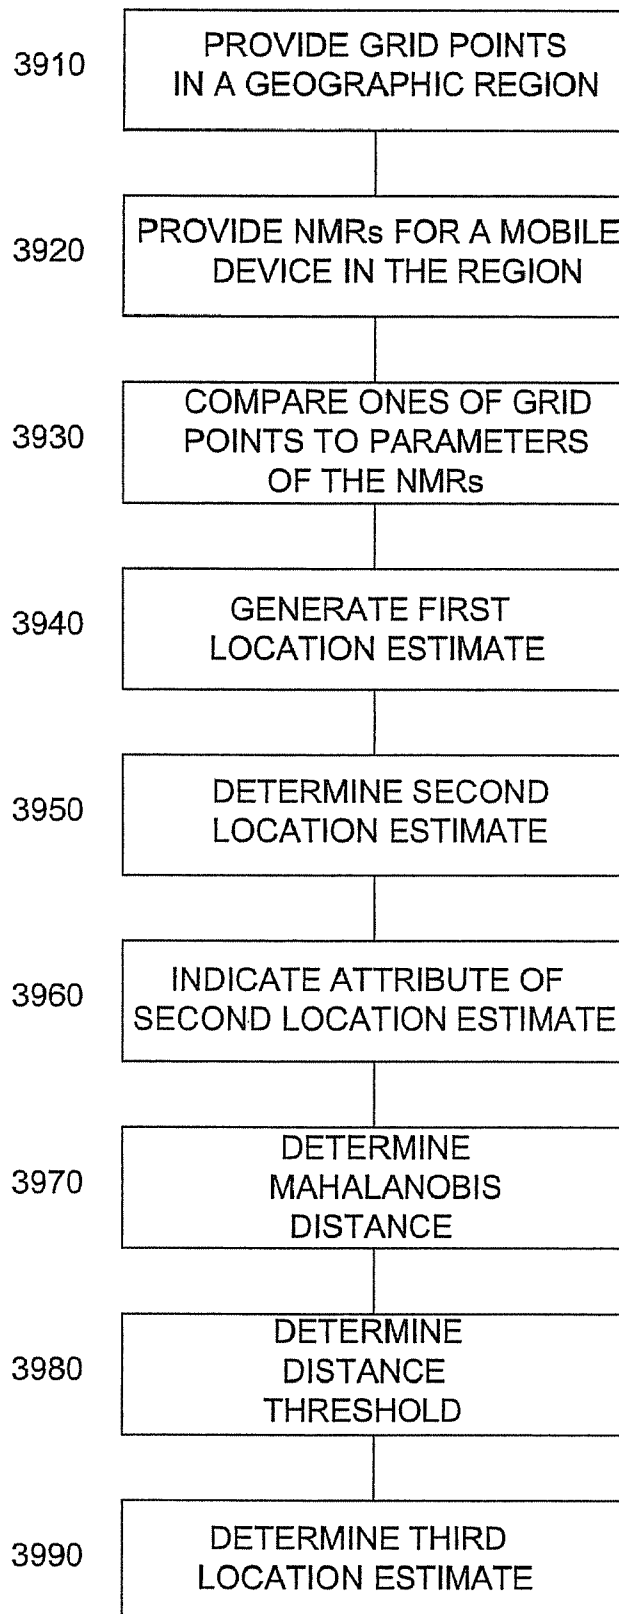 3910
PROVIDE GRID POINTS
IN A GEOGRAPHIC REGION
3920
PROVIDE NMRs FOR A MOBILE
DEVICE IN THE REGION
3930
COMPARE ONES OF GRID
POINTS TO PARAMETERS
OF THE NMRs
3940
GENERATE FIRST
LOCATION ESTIMATE
3950
DETERMINE SECOND
LOCATION ESTIMATE
3960
INDICATE ATTRIBUTE OF
SECOND LOCATION ESTIMATE
3970
DETERMINE
MAHALANOBIS
DISTANCE
3980
DETERMINE
DISTANCE
THRESHOLD
3990
DETERMINE THIRD
LOCATION ESTIMATE